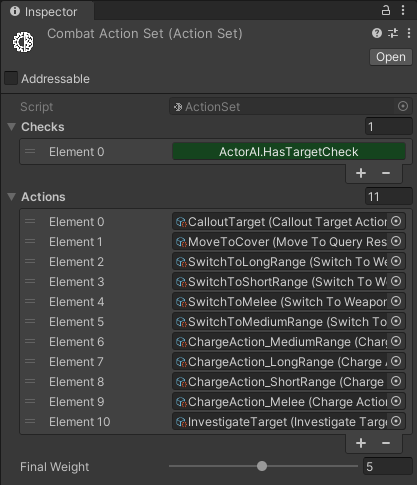 Inspector
Combat Action Set (Action Set)
Open
Addressable
Script ActionSet
Checks 1
Element 0 ActorAI.HasTargetCheck
+ −
Actions 11
Element 0 CalloutTarget (Callout Target Action
Element 1 MoveToCover (Move To Query Res
Element 2 SwitchToLongRange (Switch To We
Element 3 SwitchToShortRange (Switch To W
Element 4 SwitchToMelee (Switch To Weapor
Element 5 SwitchToMediumRange (Switch To
Element 6 ChargeAction_MediumRange (Char
Element 7 ChargeAction_LongRange (Charge
Element 8 ChargeAction_ShortRange (Charge
Element 9 ChargeAction_Melee (Charge Action
Element 10 InvestigateTarget (Investigate Targe
+ −
Final Weight 5